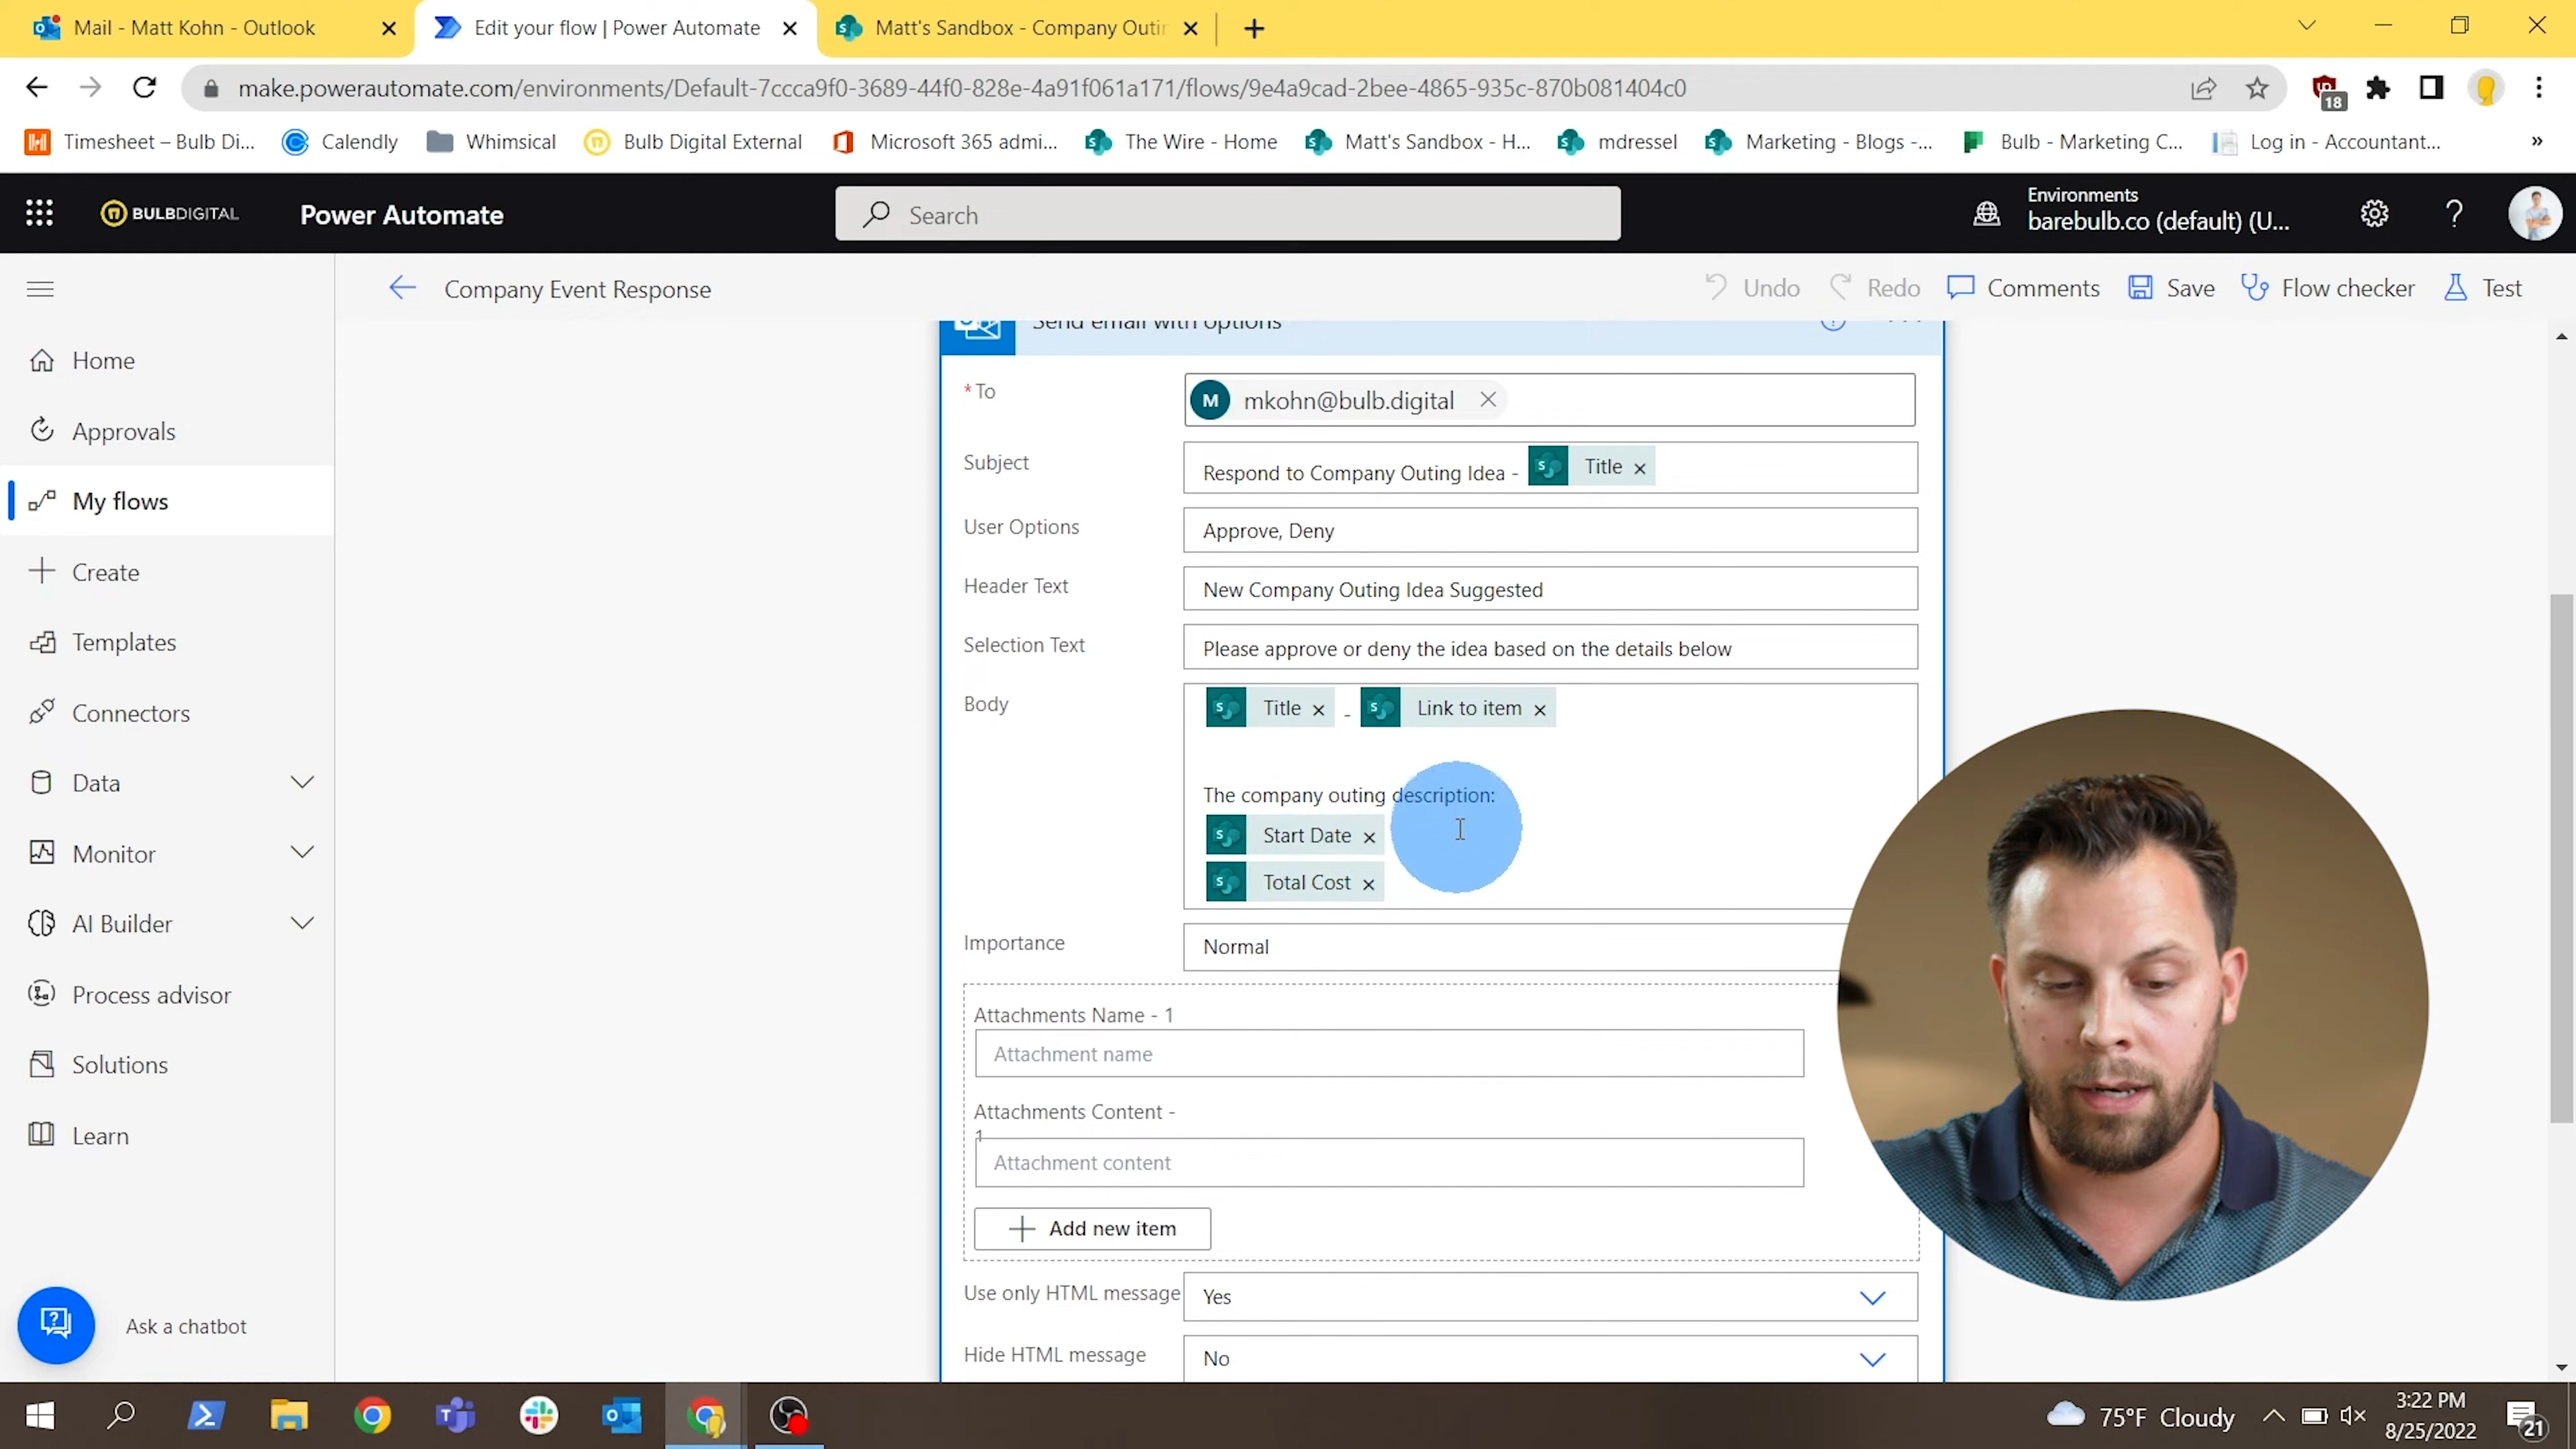 Mail - Matt Kohn - Outlook
Edit your flow | Power Automate
Matt's Sandbox - Company Outin
make.powerautomate.com/environments/Default-7ccca9f0-3689-44f0-828e-4a91f061a171/flows/9e4a9cad-2bee-4865-935c-870b081404c0
18
Timesheet – Bulb Di...
Calendly
Whimsical
Bulb Digital External
Microsoft 365 admi...
The Wire - Home
Matt's Sandbox - H...
mdressel
Marketing - Blogs -...
Bulb - Marketing C...
Log in - Accountant...
»
BULBDIGITAL
Power Automate
Search
Environments
barebulb.co (default) (U...
?
Company Event Response
Undo
Redo
Comments
Save
Flow checker
Test
Home
Approvals
My flows
Create
Templates
Connectors
Data
Monitor
AI Builder
Process advisor
Solutions
Learn
Ask a chatbot
Send email with options
* To
M mkohn@bulb.digital
Subject
Respond to Company Outing Idea - Title
User Options
Approve, Deny
Header Text
New Company Outing Idea Suggested
Selection Text
Please approve or deny the idea based on the details below
Body
Title - Link to item
The company outing description:
Start Date
Total Cost
Importance
Normal
Attachments Name - 1
Attachment name
Attachments Content -
1
Attachment content
Add new item
Use only HTML message
Yes
Hide HTML message
No
75°F Cloudy
3:22 PM
8/25/2022
21